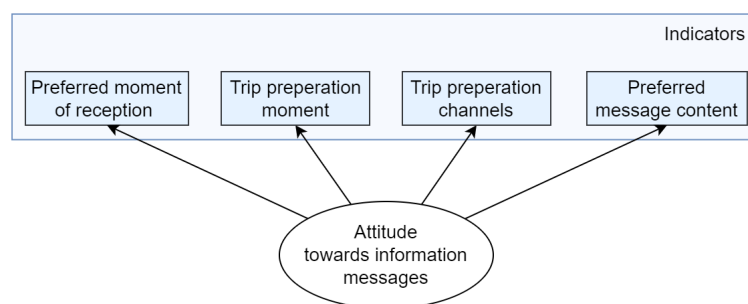 Indicators
Preferred moment
of reception
Trip preperation
moment
Trip preperation
channels
Preferred
message content
Attitude
towards information
messages